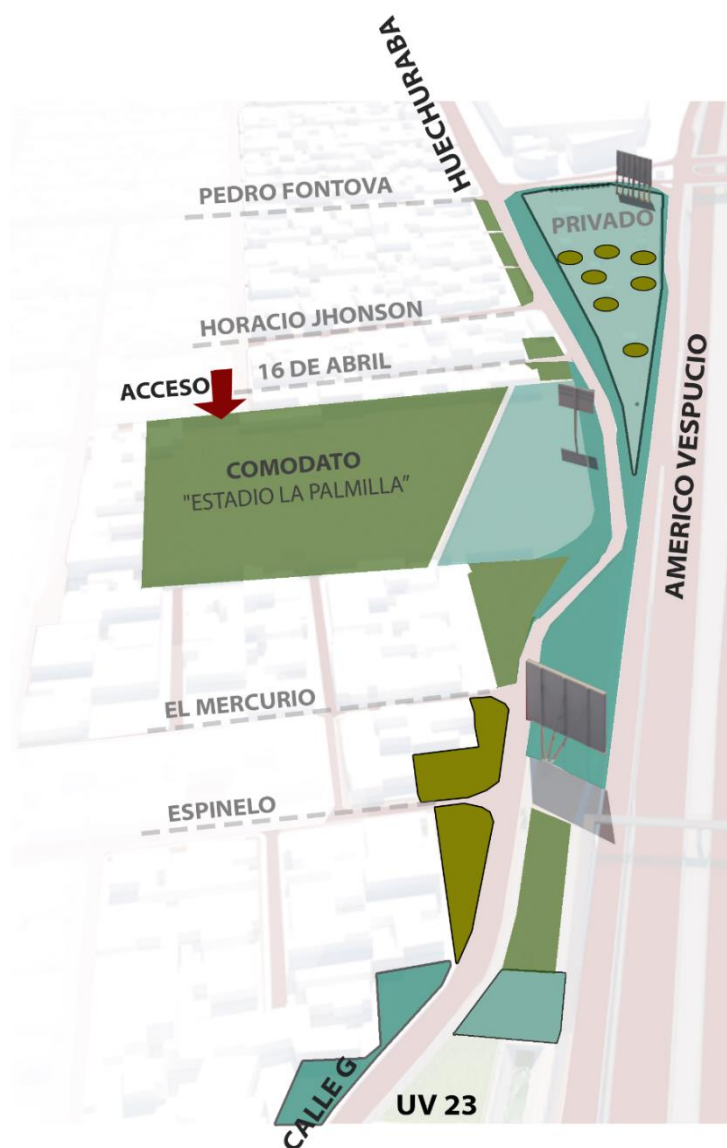 HUECHURABA
PEDRO FONTOVA
PRIVADO
HORACIO JHONSON
16 DE ABRIL
ACCESO
AMERICO VESPUCIO
COMODATO
"ESTADIO LA PALMILLA”
EL MERCURIO
ESPINELO
CALLE G
UV 23